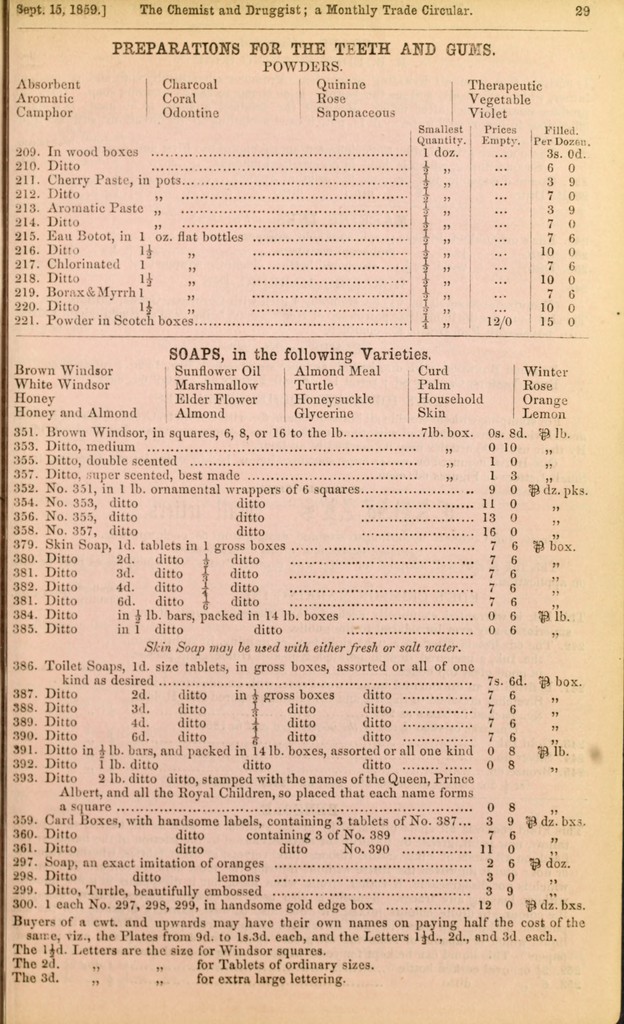 Sept. 15, 1859.] The Chemist and Druggist; a Monthly Trade Circular. 29
PREPARATIONS FOR THE TEETH AND GUMS.
POWDERS.
Absorbent Charcoal Quinine Therapeutic
Aromatic Coral Rose Vegetable
Camphor Odontine Saponaceous Violet
Smallest Prices Filled.
Quantity. Empty. Per Dozen.
209. In wood boxes ........ 1 doz. ... 3s. 0d.
210. Ditto ........ ½ „ ... 6 0
211. Cherry Paste, in pots........ ½ „ ... 3 9
212. Ditto „ ........ ½ „ ... 7 0
213. Aromatic Paste „ ........ ½ „ ... 3 9
214. Ditto „ ........ ½ „ ... 7 0
215. Eau Botot, in 1 oz. flat bottles ........ ½ „ ... 7 6
216. Ditto 1½ „ ........ ½ „ ... 10 0
217. Chlorinated 1 „ ........ ½ „ ... 7 6
218. Ditto 1½ „ ........ ½ „ ... 10 0
219. Borax & Myrrh 1 „ ........ ½ „ ... 7 6
220. Ditto 1½ „ ........ ½ „ ... 10 0
221. Powder in Scotch boxes........ ¼ „ 12/0 15 0
SOAPS, in the following Varieties.
Brown Windsor Sunflower Oil Almond Meal Curd Winter
White Windsor Marshmallow Turtle Palm Rose
Honey Elder Flower Honeysuckle Household Orange
Honey and Almond Almond Glycerine Skin Lemon
351. Brown Windsor, in squares, 6, 8, or 16 to the lb. ........7lb. box. 0s. 8d. ⅌ lb.
353. Ditto, medium ........ „ 0 10 „
355. Ditto, double scented ........ „ 1 0 „
357. Ditto, super scented, best made ........ „ 1 3 „
352. No. 351, in 1 lb. ornamental wrappers of 6 squares........ 9 0 ⅌ dz. pks.
354. No. 353, ditto ditto ........ 11 0 „
356. No. 355, ditto ditto ........ 13 0 „
358. No. 357, ditto ditto ........ 16 0 „
379. Skin Soap, 1d. tablets in 1 gross boxes ........ 7 6 ⅌ box.
380. Ditto 2d. ditto ½ ditto ........ 7 6 „
381. Ditto 3d. ditto ⅓ ditto ........ 7 6 „
382. Ditto 4d. ditto ¼ ditto ........ 7 6 „
381. Ditto 6d. ditto ⅙ ditto ........ 7 6 „
384. Ditto in ½ lb. bars, packed in 14 lb. boxes ........ 0 6 ⅌ lb.
385. Ditto in 1 ditto ditto ........ 0 6 „
Skin Soap may be used with either fresh or salt water.
386. Toilet Soaps, 1d. size tablets, in gross boxes, assorted or all of one
kind as desired ........ 7s. 6d. ⅌ box.
387. Ditto 2d. ditto in ½ gross boxes ditto ........ 7 6 „
388. Ditto 3d. ditto ⅓ ditto ditto ........ 7 6 „
389. Ditto 4d. ditto ¼ ditto ditto ........ 7 6 „
390. Ditto 6d. ditto ⅙ ditto ditto ........ 7 6 „
391. Ditto in ½ lb. bars, and packed in 14 lb. boxes, assorted or all one kind 0 8 ⅌ lb.
392. Ditto 1 lb. ditto ditto ditto ........ 0 8 „
393. Ditto 2 lb. ditto ditto, stamped with the names of the Queen, Prince
Albert, and all the Royal Children, so placed that each name forms
a square ........ 0 8 „
359. Card Boxes, with handsome labels, containing 3 tablets of No. 387... 3 9 ⅌ dz. bxs.
360. Ditto ditto containing 3 of No. 389 ........ 7 6 „
361. Ditto ditto ditto No. 390 ........ 11 0 „
297. Soap, an exact imitation of oranges ........ 2 6 ⅌ doz.
298. Ditto ditto lemons ........ 3 0 „
299. Ditto, Turtle, beautifully embossed ........ 3 9 „
300. 1 each No. 297, 298, 299, in handsome gold edge box ........ 12 0 ⅌ dz. bxs.
Buyers of a cwt. and upwards may have their own names on paying half the cost of the
same, viz., the Plates from 9d. to 1s.3d. each, and the Letters 1½d., 2d., and 3d. each.
The 1½d. Letters are the size for Windsor squares.
The 2d. „ „ for Tablets of ordinary sizes.
The 3d. „ „ for extra large lettering.